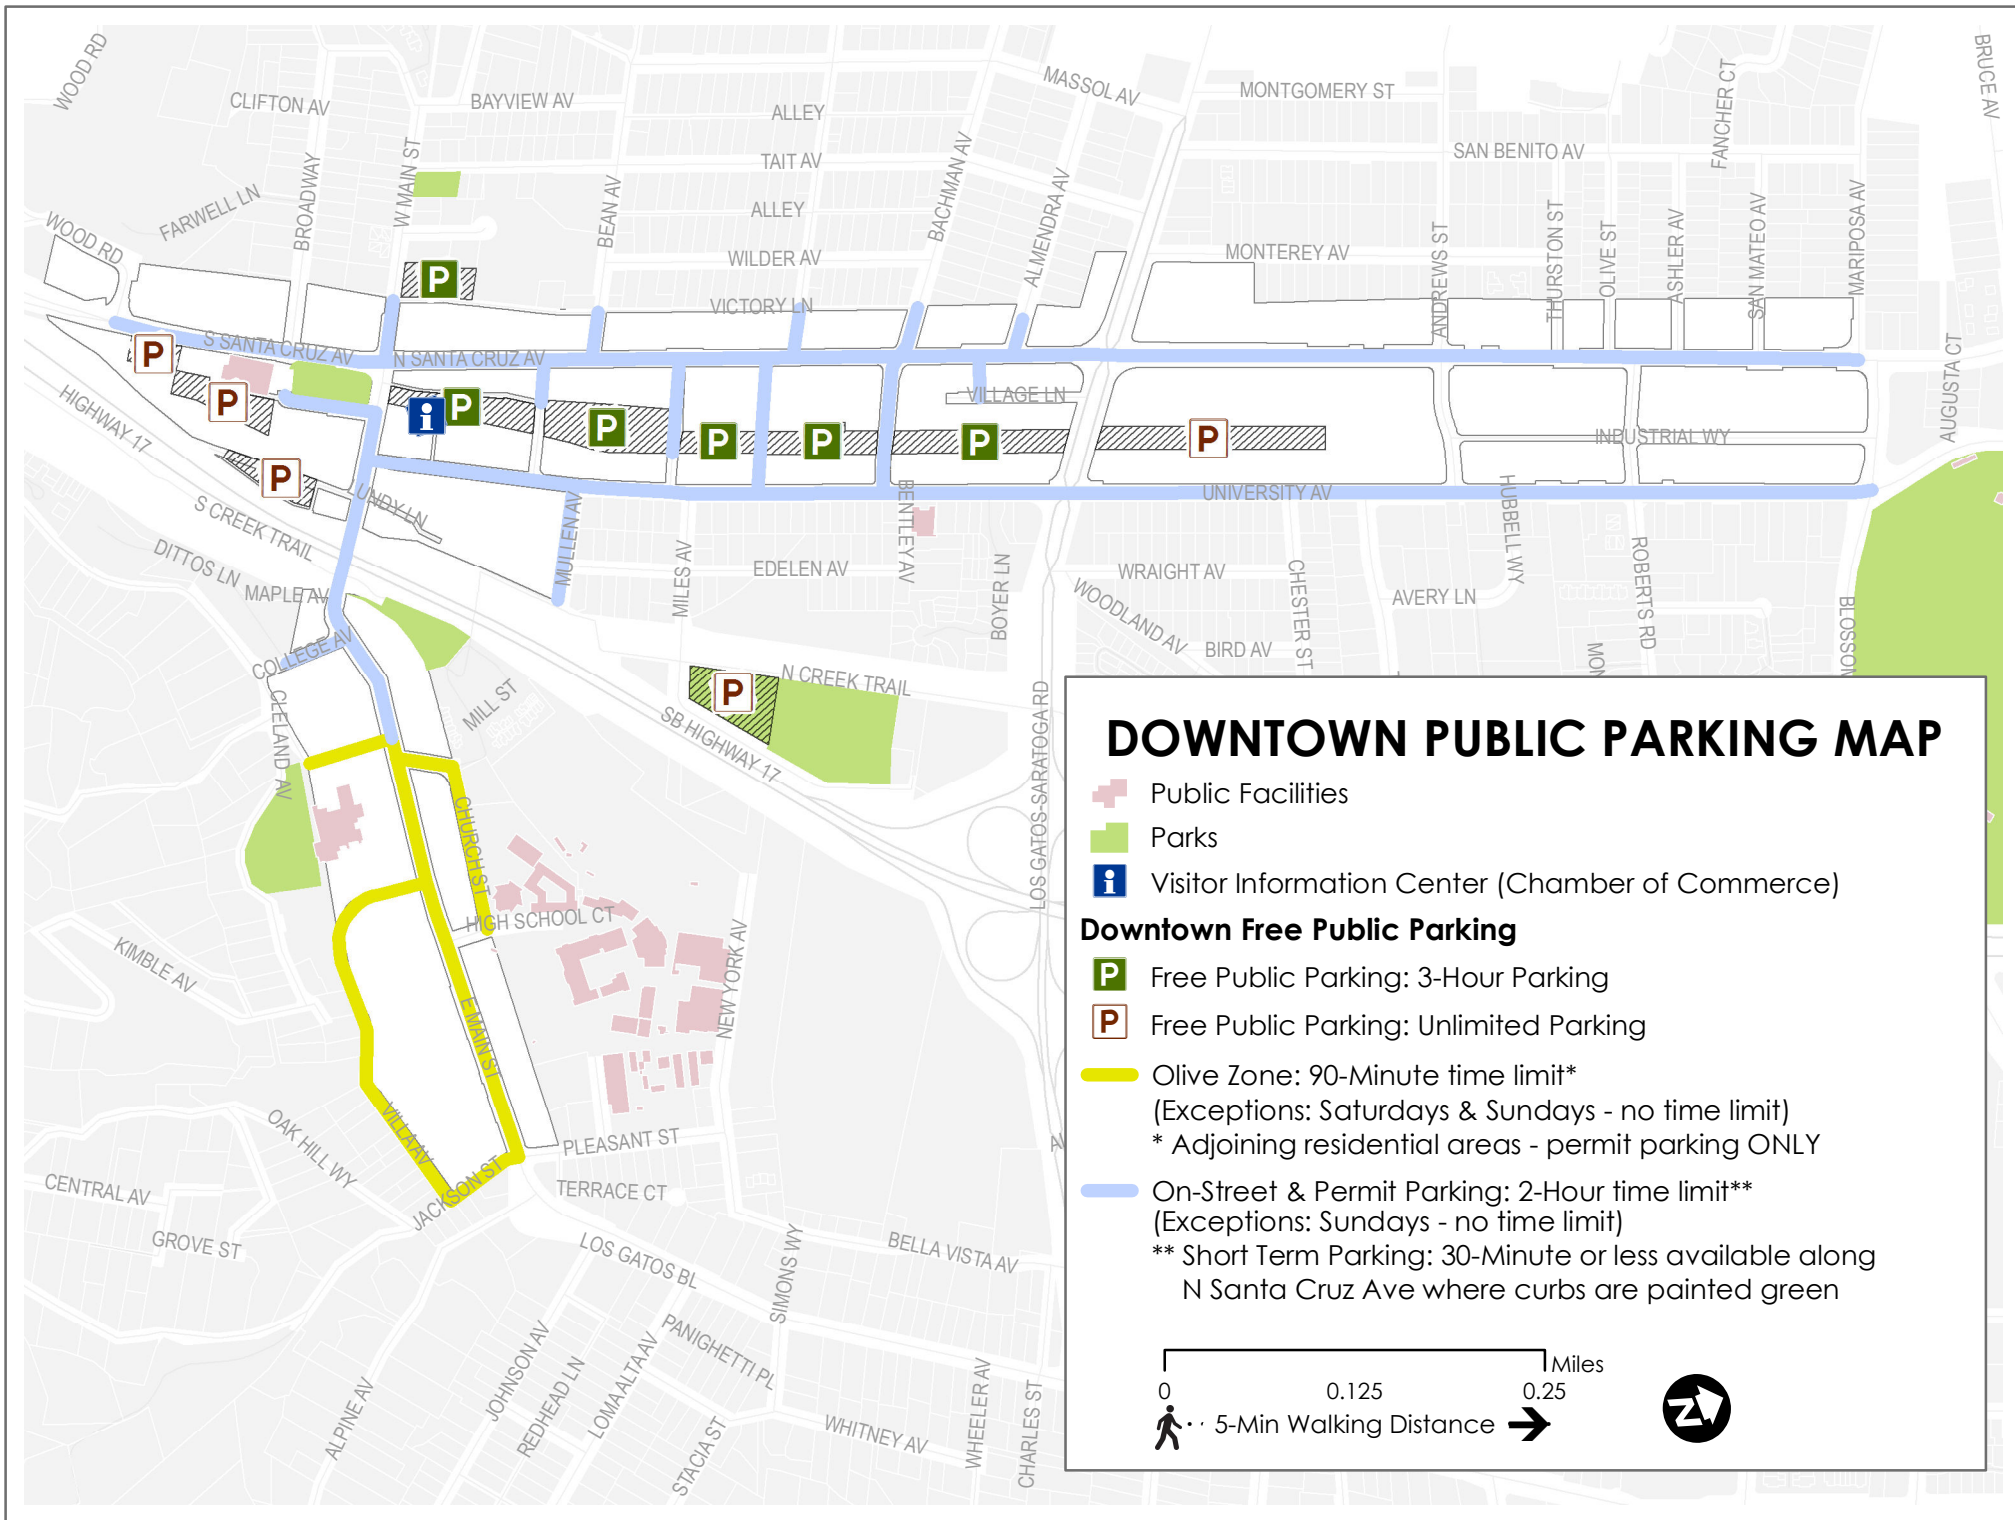 WOOD RD
CLIFTON AV
BAYVIEW AV
ALLEY
MASSOL AV
MONTGOMERY ST
FANCHER CT
BRUCE AV
BROADWAY
W MAIN ST
TAIT AV
BACHMAN AV
SAN BENITO AV
FARWELL LN
BEAN AV
ALLEY
ALMENDRA AV
ANDREWS ST
THURSTON ST
OLIVE ST
ASHLER AV
SAN MATEO AV
MARIPOSA AV
WOOD RD
WILDER AV
MONTEREY AV
P
VICTORY LN
S SANTA CRUZ AV
N SANTA CRUZ AV
P
P
P
i
P
P
P
P
P
P
VILLAGE LN
INDUSTRIAL WY
AUGUSTA CT
HIGHWAY 17
P
LUNDY LN
UNIVERSITY AV
S CREEK TRAIL
MULLEN AV
BENTLEY AV
HUBBELL WY
DITTOS LN
MAPLE AV
MILES AV
EDELEN AV
BOYER LN
WRAIGHT AV
WOODLAND AV
CHESTER ST
AVERY LN
ROBERTS RD
BLOSSOM
COLLEGE AV
BIRD AV
MON
CLELAND AV
MILL ST
P
N CREEK TRAIL
SB HIGHWAY 17
LOS GATOS-SARATOGA RD
CHURCH ST
HIGH SCHOOL CT
KIMBLE AV
NEW YORK AV
E MAIN ST
OAK HILL WY
VILLA AV
PLEASANT ST
CENTRAL AV
JACKSON ST
TERRACE CT
GROVE ST
LOS GATOS BL
SIMONS WY
BELLA VISTA AV
ALPINE AV
JOHNSON AV
REDHEAD LN
LOMA ALTA AV
PANIGHETTI PL
STACIA ST
WHITNEY AV
WHEELER AV
CHARLES ST
DOWNTOWN PUBLIC PARKING MAP
Public Facilities
Parks
i Visitor Information Center (Chamber of Commerce)
Downtown Free Public Parking
P Free Public Parking: 3-Hour Parking
P Free Public Parking: Unlimited Parking
Olive Zone: 90-Minute time limit*
(Exceptions: Saturdays & Sundays - no time limit)
* Adjoining residential areas - permit parking ONLY
On-Street & Permit Parking: 2-Hour time limit**
(Exceptions: Sundays - no time limit)
** Short Term Parking: 30-Minute or less available along
N Santa Cruz Ave where curbs are painted green
Miles
0 0.125 0.25
5-Min Walking Distance
Z